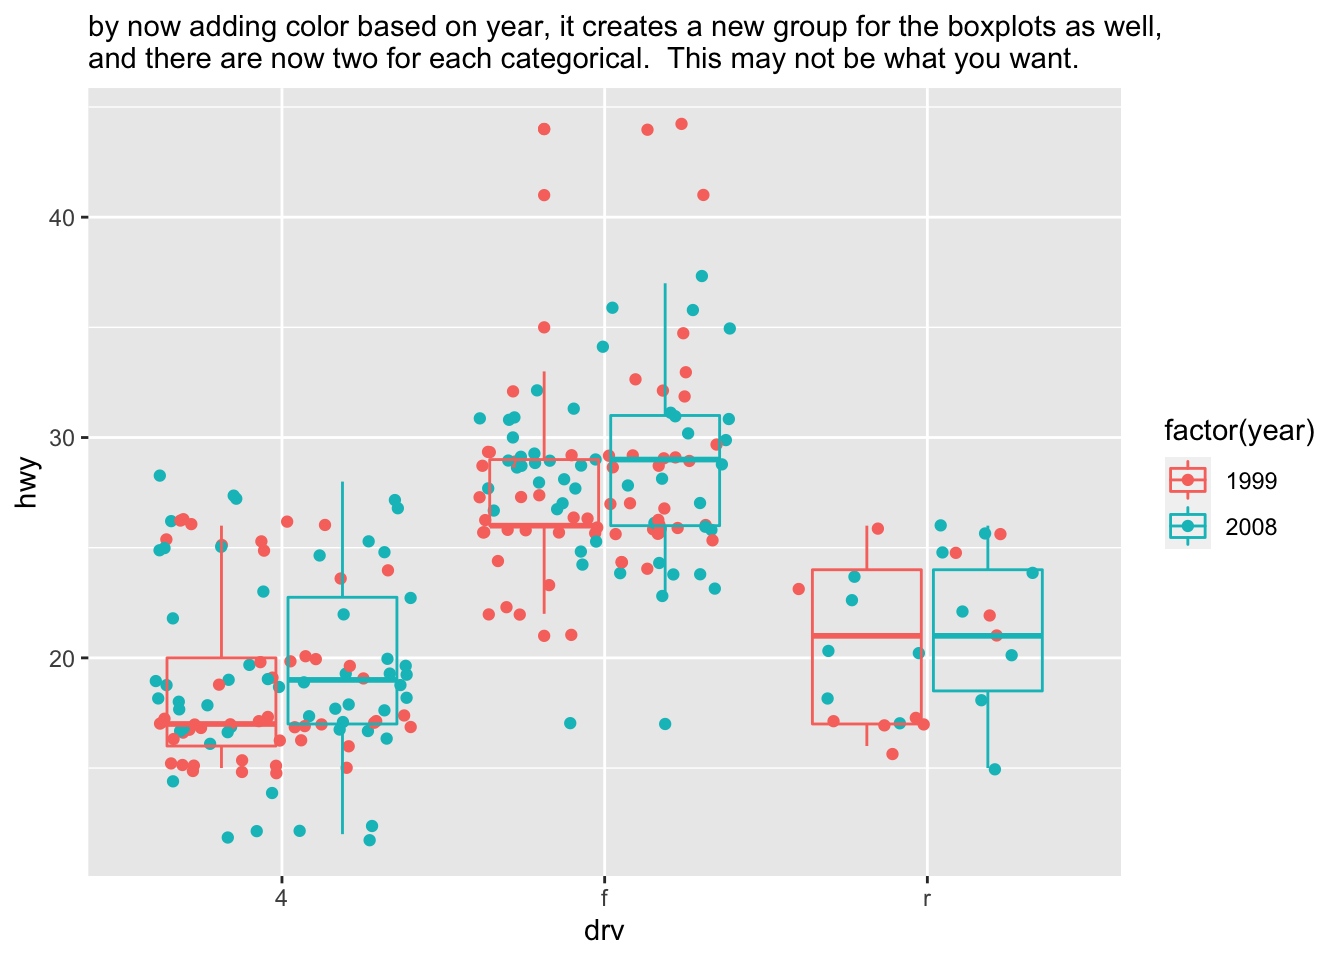 by now adding color based on year, it creates a new group for the boxplots as well,
and there are now two for each categorical.  This may not be what you want.
hwy
40
30
20
4
f
r
drv
factor(year)
1999
2008